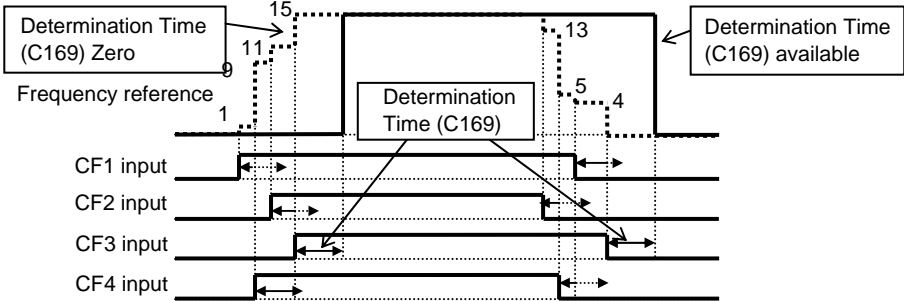 Determination Time
(C169) Zero
15
11
9
1
Frequency reference
13
5
4
Determination Time
(C169) available
Determination
Time (C169)
CF1 input
CF2 input
CF3 input
CF4 input